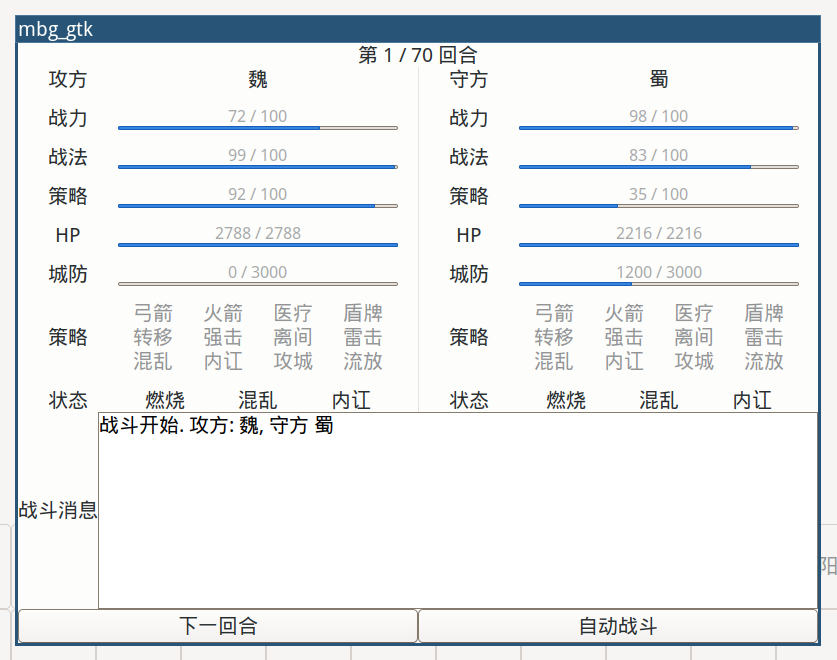 mbg_gtk
第 1 / 70 回合
攻方 魏 守方 蜀
战力 72 / 100 战力 98 / 100
战法 99 / 100 战法 83 / 100
策略 92 / 100 策略 35 / 100
HP 2788 / 2788 HP 2216 / 2216
城防 0 / 3000 城防 1200 / 3000
弓箭 火箭 医疗 盾牌 弓箭 火箭 医疗 盾牌
策略 转移 强击 离间 雷击 策略 转移 强击 离间 雷击
混乱 内讧 攻城 流放 混乱 内讧 攻城 流放
状态 燃烧 混乱 内讧 状态 燃烧 混乱 内讧
战斗开始. 攻方: 魏, 守方 蜀
战斗消息
阳
下一回合 自动战斗